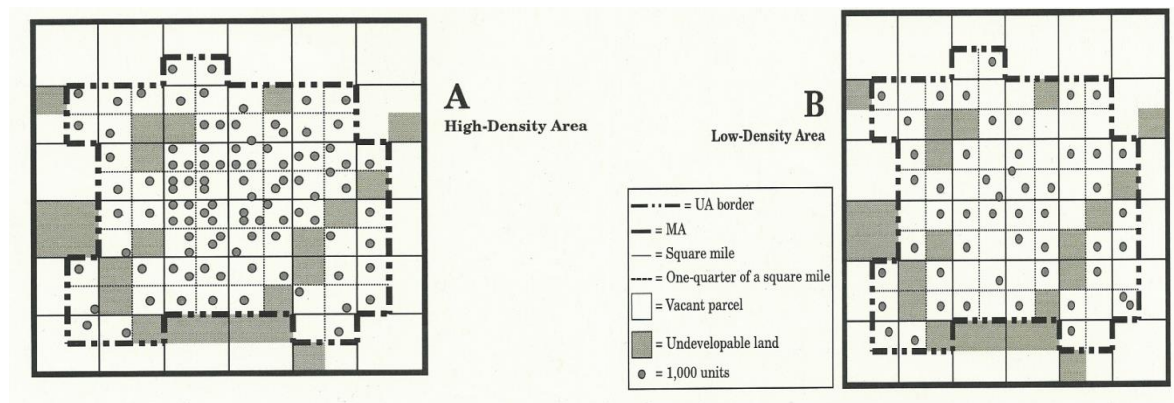 A
High-Density Area
B
Low-Density Area
= UA border
= MA
= Square mile
= One-quarter of a square mile
= Vacant parcel
= Undevelopable land
= 1,000 units